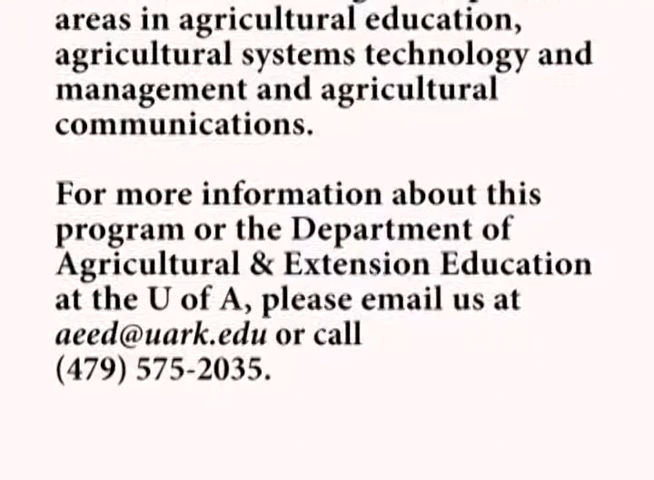 areas in agricultural education,
agricultural systems technology and
management and agricultural
communications.
For more information about this
program or the Department of
Agricultural & Extension Education
at the U of A, please email us at
aeed@uark.edu or call
(479) 575-2035.